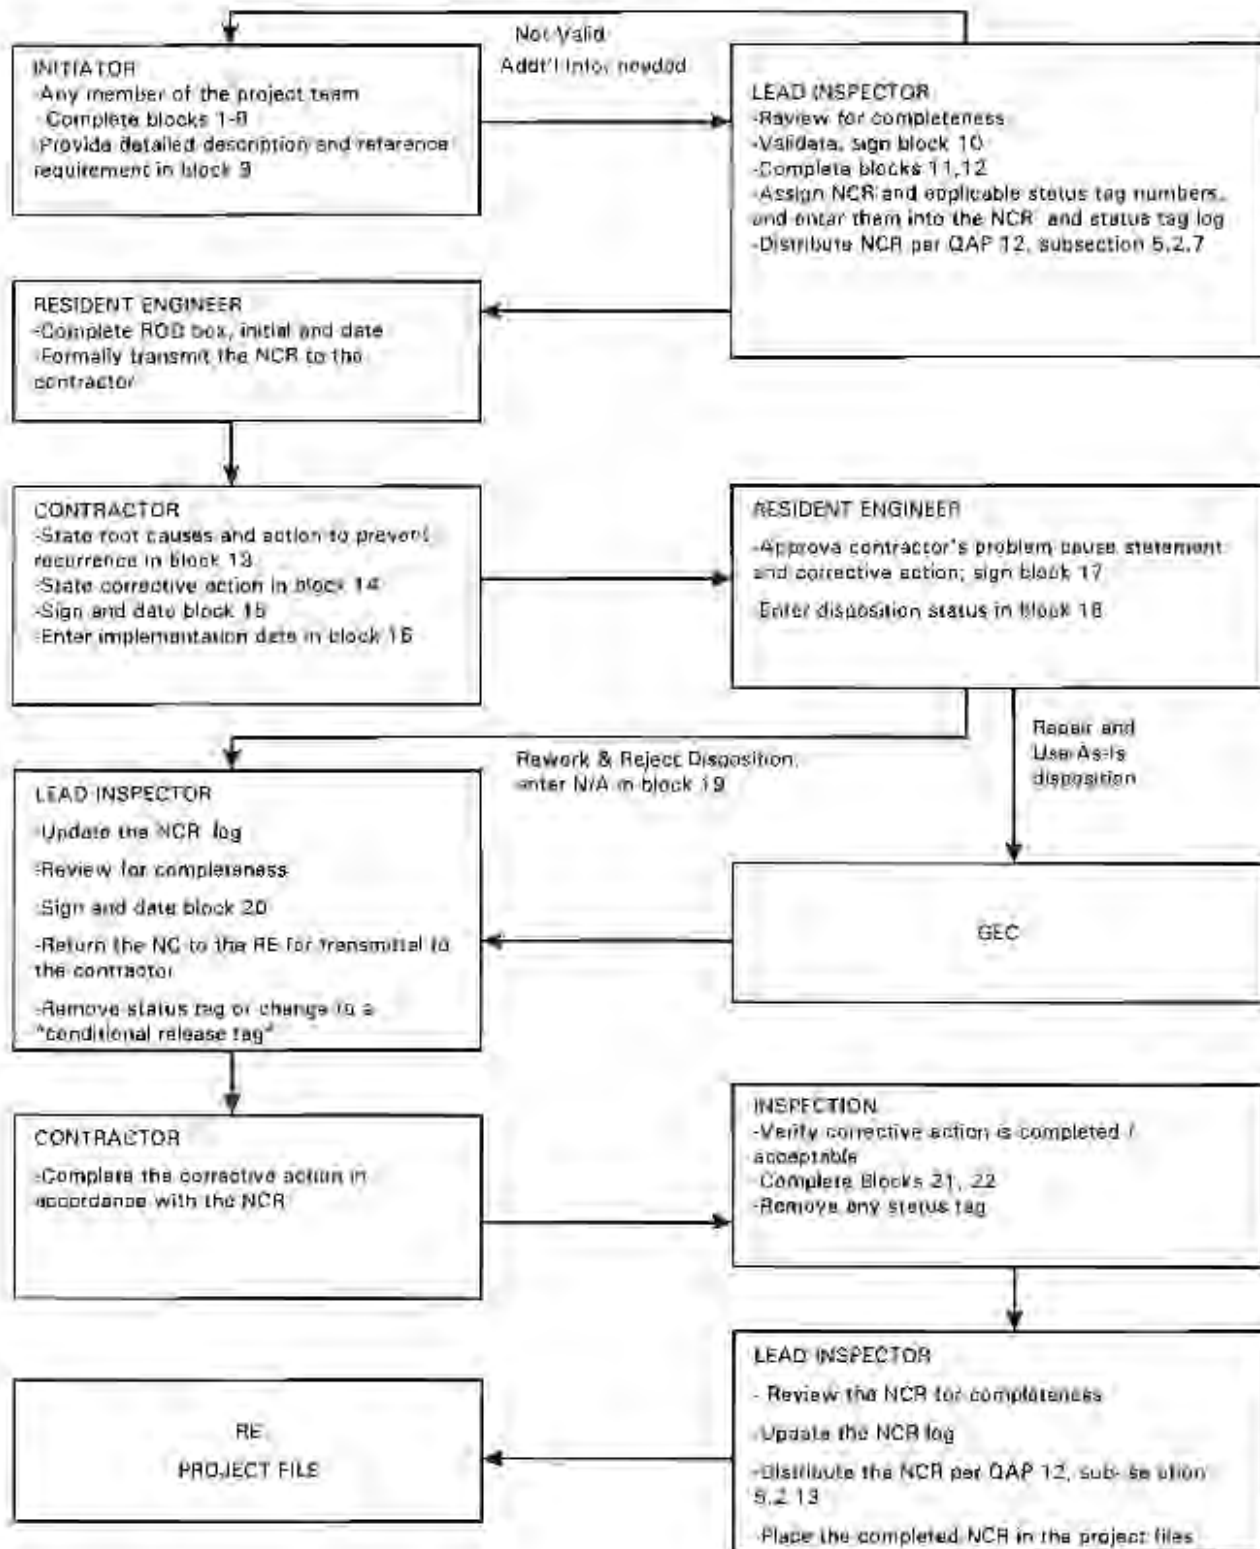 Not Valid
Addt'l Infor needed
INITIATOR
-Any member of the project team
Complete blocks 1-8
-Provide detailed description and reference
requirement in block 9
LEAD INSPECTOR
-Review for completeness
-Validate, sign block 10
-Complete blocks 11,12
-Assign NCR and applicable status tag numbers,
and enter them into the NCR and status tag log
-Distribute NCR per QAP 12, subsection 5.2.7
RESIDENT ENGINEER
-Complete ROD box, initial and date
-Formally transmit the NCR to the
contractor
CONTRACTOR
-State root causes and action to prevent
recurrence in block 13
-State corrective action in block 14
-Sign and date block 15
-Enter implementation date in block 16
RESIDENT ENGINEER
-Approve contractor's problem cause statement
and corrective action; sign block 17
-Enter disposition status in block 18
Rework & Reject Disposition,
enter N/A in block 19
Repair and
Use-As-Is
disposition
LEAD INSPECTOR
-Update the NCR log
-Review for completeness
-Sign and date block 20
-Return the NC to the RE for transmittal to
the contractor
-Remove status tag or change to a
"conditional release tag"
GEC
CONTRACTOR
-Complete the corrective action in
accordance with the NCR
INSPECTION
-Verify corrective action is completed /
acceptable
-Complete Blocks 21, 22
-Remove any status tag
LEAD INSPECTOR
- Review the NCR for completeness
-Update the NCR log
-Distribute the NCR per QAP 12, sub-section
5.2.13
-Place the completed NCR in the project files
RE
PROJECT FILE